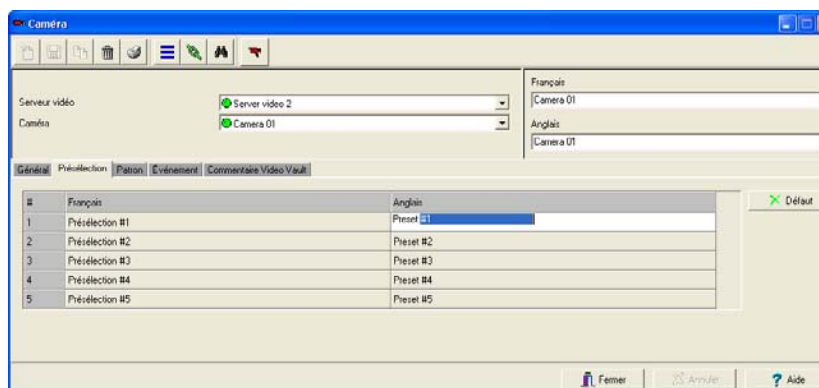 Caméra
Français
Serveur vidéo
Server video 2
Camera 01
Caméra
Camera 01
Anglais
Camera 01
Général Présélection Patron Événement Commentaire Video Vault
# Français Anglais
Défaut
1 Présélection #1 Preset #1
2 Présélection #2 Preset #2
3 Présélection #3 Preset #3
4 Présélection #4 Preset #4
5 Présélection #5 Preset #5
Fermer Annuler ? Aide